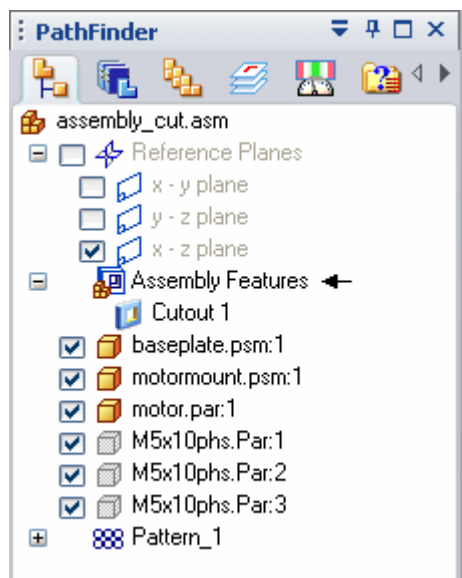 PathFinder
assembly_cut.asm
Reference Planes
x - y plane
y - z plane
x - z plane
Assembly Features
Cutout 1
baseplate.psm:1
motormount.psm:1
motor.par:1
M5x10phs.Par:1
M5x10phs.Par:2
M5x10phs.Par:3
Pattern_1